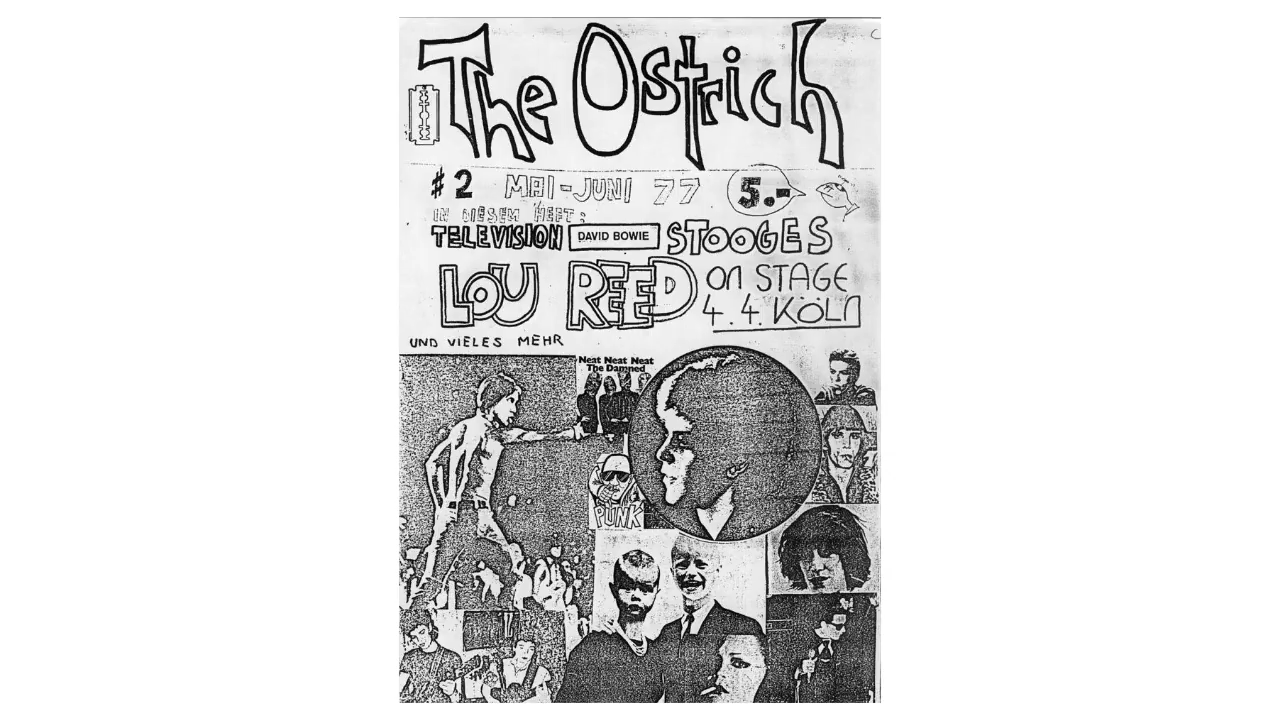 The Ostrich
#2 MAI-JUNI 77 5.-
IN DIESEM HEFT:
TELEVISION DAVID BOWIE STOOGES
LOU REED on STAGE
4.4. KÖLn
UND VIELES MEHR
Neat Neat Neat
The Damned
PUNK